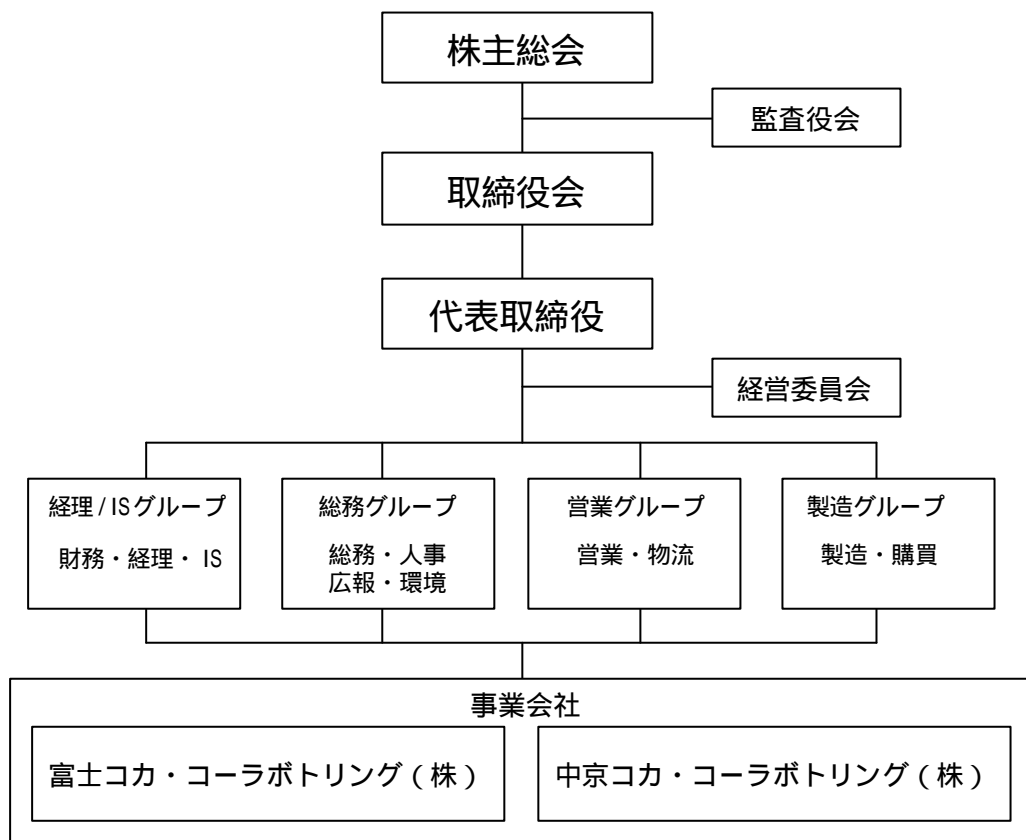 株主総会
監査役会
取締役会
代表取締役
経営委員会
経理/ISグループ
財務・経理・IS
総務グループ
総務・人事
広報・環境
営業グループ
営業・物流
製造グループ
製造・購買
事業会社
富士コカ・コーラボトリング(株)
中京コカ・コーラボトリング(株)